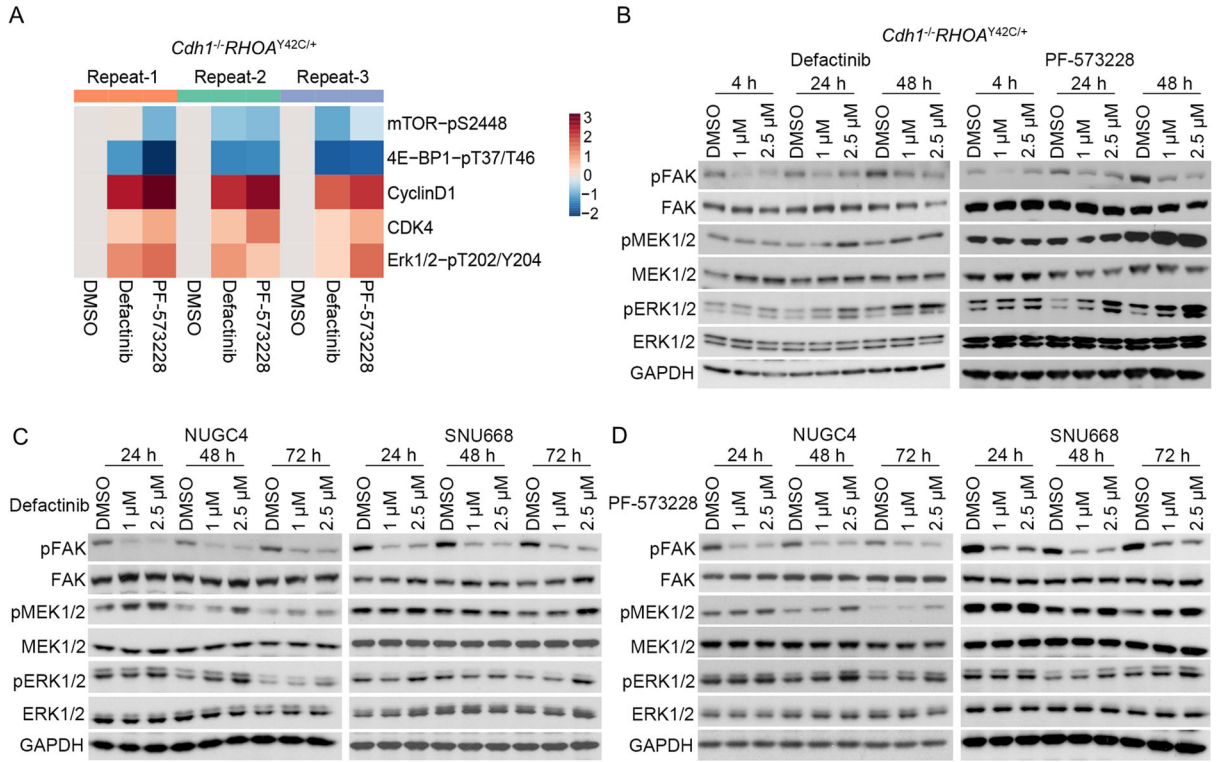 A
Cdh1-/-RHOAY42C/+
Repeat-1 Repeat-2 Repeat-3
mTOR−pS2448
4E−BP1−pT37/T46
CyclinD1
CDK4
Erk1/2−pT202/Y204
3
2
1
0
−1
−2
DMSO Defactinib PF-573228 DMSO Defactinib PF-573228 DMSO Defactinib PF-573228
B
Cdh1-/-RHOAY42C/+
Defactinib PF-573228
4 h 24 h 48 h 4 h 24 h 48 h
DMSO 1 μM 2.5 μM DMSO 1 μM 2.5 μM DMSO 1 μM 2.5 μM DMSO 1 μM 2.5 μM DMSO 1 μM 2.5 μM DMSO 1 μM 2.5 μM
pFAK
FAK
pMEK1/2
MEK1/2
pERK1/2
ERK1/2
GAPDH
C
NUGC4 SNU668
24 h 48 h 72 h 24 h 48 h 72 h
Defactinib DMSO 1 μM 2.5 μM DMSO 1 μM 2.5 μM DMSO 1 μM 2.5 μM DMSO 1 μM 2.5 μM DMSO 1 μM 2.5 μM DMSO 1 μM 2.5 μM
pFAK
FAK
pMEK1/2
MEK1/2
pERK1/2
ERK1/2
GAPDH
D
NUGC4 SNU668
24 h 48 h 72 h 24 h 48 h 72 h
PF-573228 DMSO 1 μM 2.5 μM DMSO 1 μM 2.5 μM DMSO 1 μM 2.5 μM DMSO 1 μM 2.5 μM DMSO 1 μM 2.5 μM DMSO 1 μM 2.5 μM
pFAK
FAK
pMEK1/2
MEK1/2
pERK1/2
ERK1/2
GAPDH